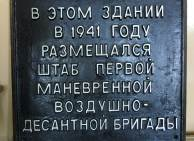 В ЭТОМ ЗДАНИИ
В 1941 ГОДУ
РАЗМЕЩАЛСЯ
ШТАБ ПЕРВОЙ
МАНЕВРЕННОЙ
ВОЗДУШНО-
ДЕСАНТНОЙ БРИГАДЫ